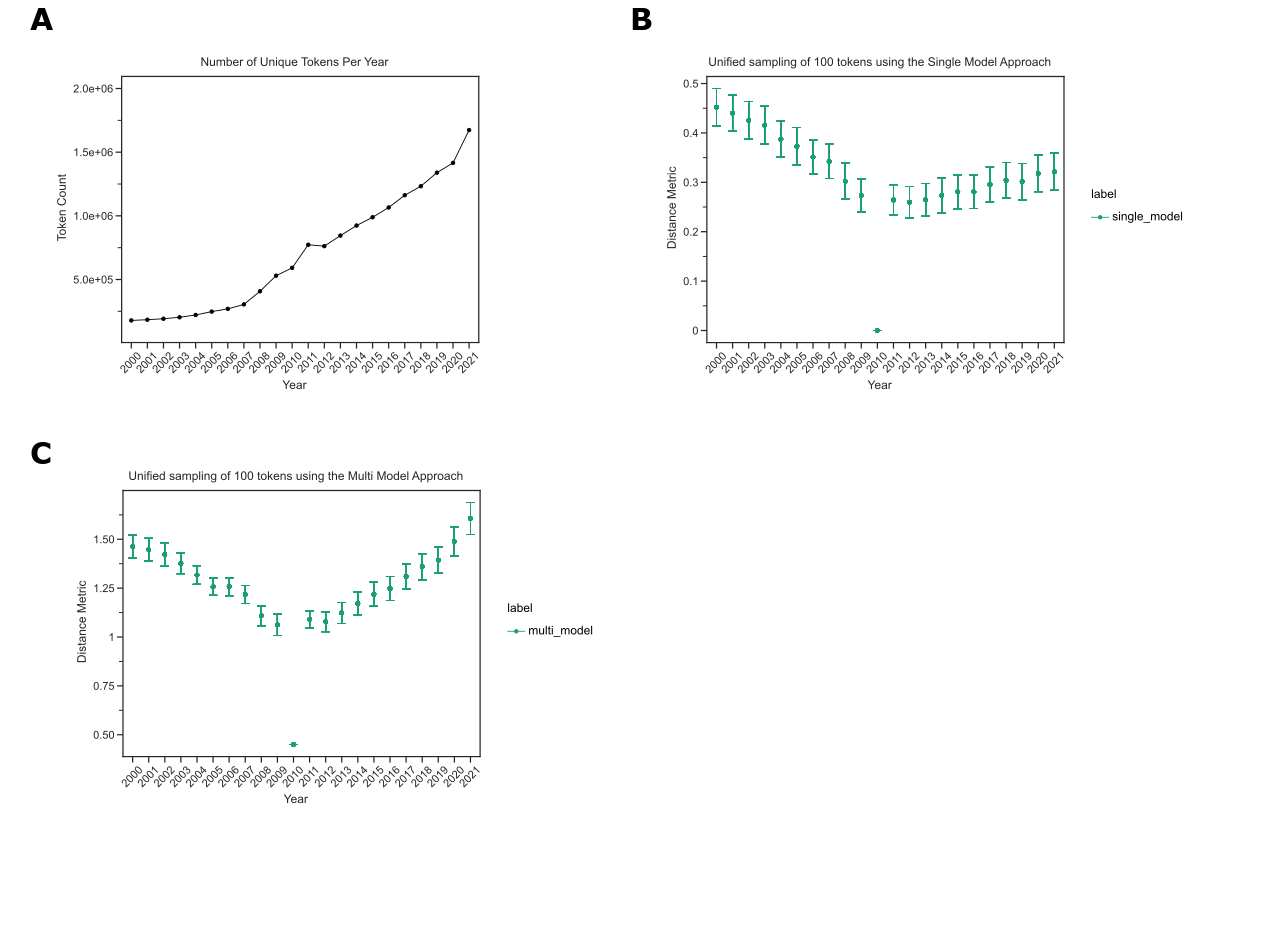 A
Number of Unique Tokens Per Year
2.0e+06
1.5e+06
1.0e+06
5.0e+05
Token Count
2000 2001 2002 2003 2004 2005 2006 2007 2008 2009 2010 2011 2012 2013 2014 2015 2016 2017 2018 2019 2020 2021
Year
B
Unified sampling of 100 tokens using the Single Model Approach
0.5
0.4
0.3
0.2
0.1
0
Distance Metric
2000 2001 2002 2003 2004 2005 2006 2007 2008 2009 2010 2011 2012 2013 2014 2015 2016 2017 2018 2019 2020 2021
Year
label
single_model
C
Unified sampling of 100 tokens using the Multi Model Approach
1.50
1.25
1
0.75
0.50
Distance Metric
2000 2001 2002 2003 2004 2005 2006 2007 2008 2009 2010 2011 2012 2013 2014 2015 2016 2017 2018 2019 2020 2021
Year
label
multi_model